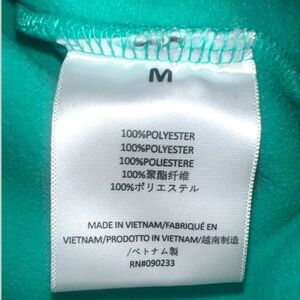 M
100%POLYESTER
100%POLYESTER
100%POLIESTERE
100%聚酯纤维
100%ポリエステル
MADE IN VIETNAM/FABRIQUÉ EN
VIETNAM/PRODOTTO IN VIETNAM/越南制造
/ベトナム製
RN#090233